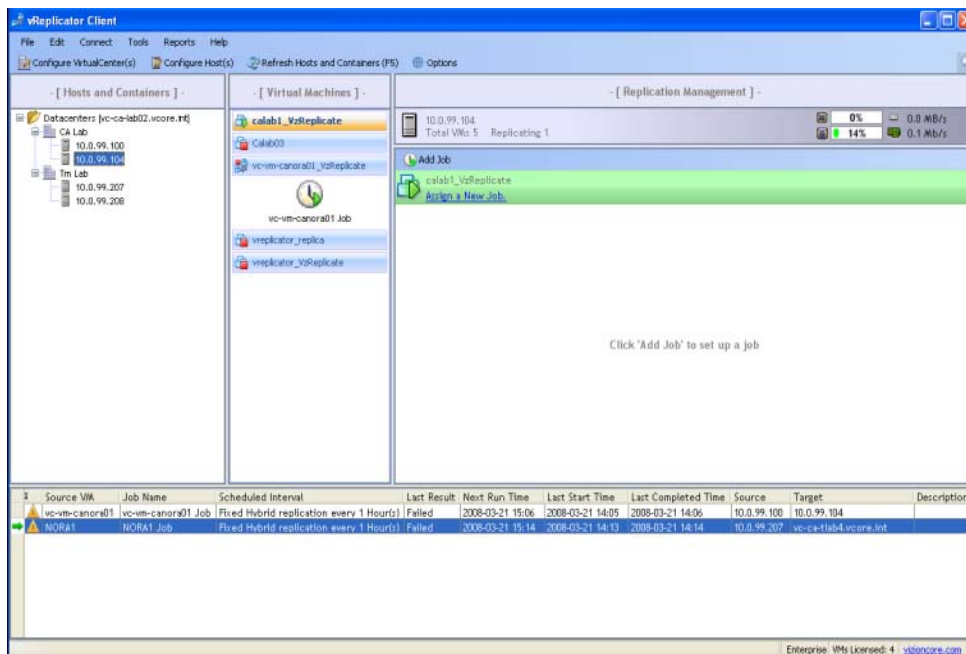 vReplicator Client
File Edit Connect Tools Reports Help
Configure VirtualCenter(s) Configure Host(s) Refresh Hosts and Containers (F5) Options
- [ Hosts and Containers ] - - [ Virtual Machines ] - - [ Replication Management ] -
Datacenters [vc-ca-lab02.vcore.int]
CA Lab
10.0.99.100
10.0.99.104
Tm Lab
10.0.99.207
10.0.99.208
calab1_VzReplicate
Calab03
vc-vm-canora01_VzReplicate
vc-vm-canora01 Job
vreplicator_replica
vreplicator_VzReplicate
10.0.99.104 0% 0.0 MB/s
Total VMs 5 Replicating 1 14% 0.1 Mb/s
Add Job
calab1_VzReplicate
Assign a New Job.
Click 'Add Job' to set up a job
Source VM Job Name Scheduled Interval Last Result Next Run Time Last Start Time Last Completed Time Source Target Description
vc-vm-canora01 vc-vm-canora01 Job Fixed Hybrid replication every 1 Hour(s) Failed 2008-03-21 15:06 2008-03-21 14:05 2008-03-21 14:06 10.0.99.100 10.0.99.104
NORA1 NORA1 Job Fixed Hybrid replication every 1 Hour(s) Failed 2008-03-21 15:14 2008-03-21 14:13 2008-03-21 14:14 10.0.99.207 vc-ca-tlab4.vcore.int
Enterprise VMs Licensed: 4 vizioncore.com